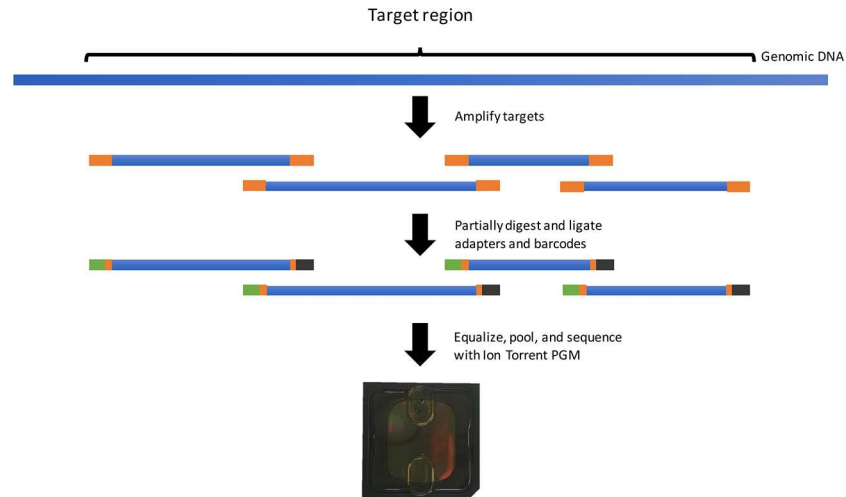 Target region
Genomic DNA
Amplify targets
Partially digest and ligate
adapters and barcodes
Equalize, pool, and sequence
with Ion Torrent PGM